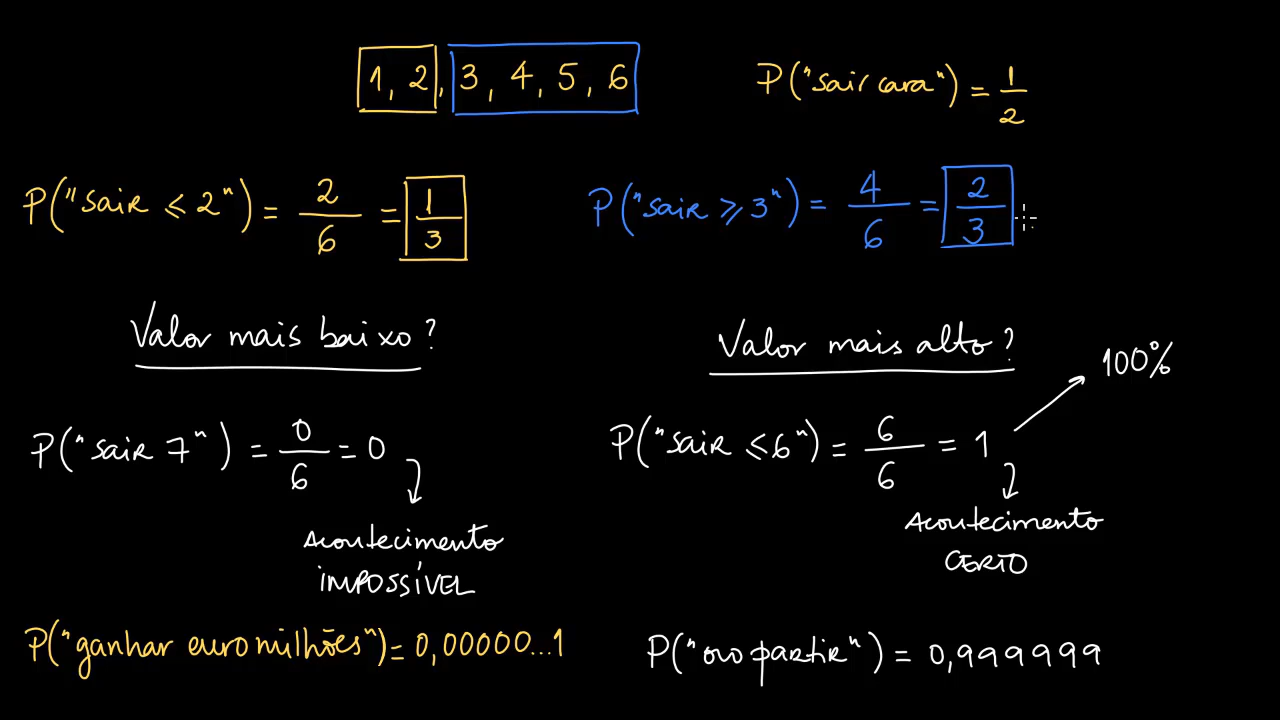 1, 2, 3, 4, 5, 6
P("sair cara") = 1/2
P("sair ≤ 2") = 2/6 = 1/3
P("sair ≥ 3") = 4/6 = 2/3
Valor mais baixo?
Valor mais alto?
100%
P("sair 7") = 0/6 = 0
P("sair ≤ 6") = 6/6 = 1
Acontecimento
IMPOSSÍVEL
Acontecimento
CERTO
P("ganhar euromilhões") = 0,00000...1
P("ovo partir") = 0,999999